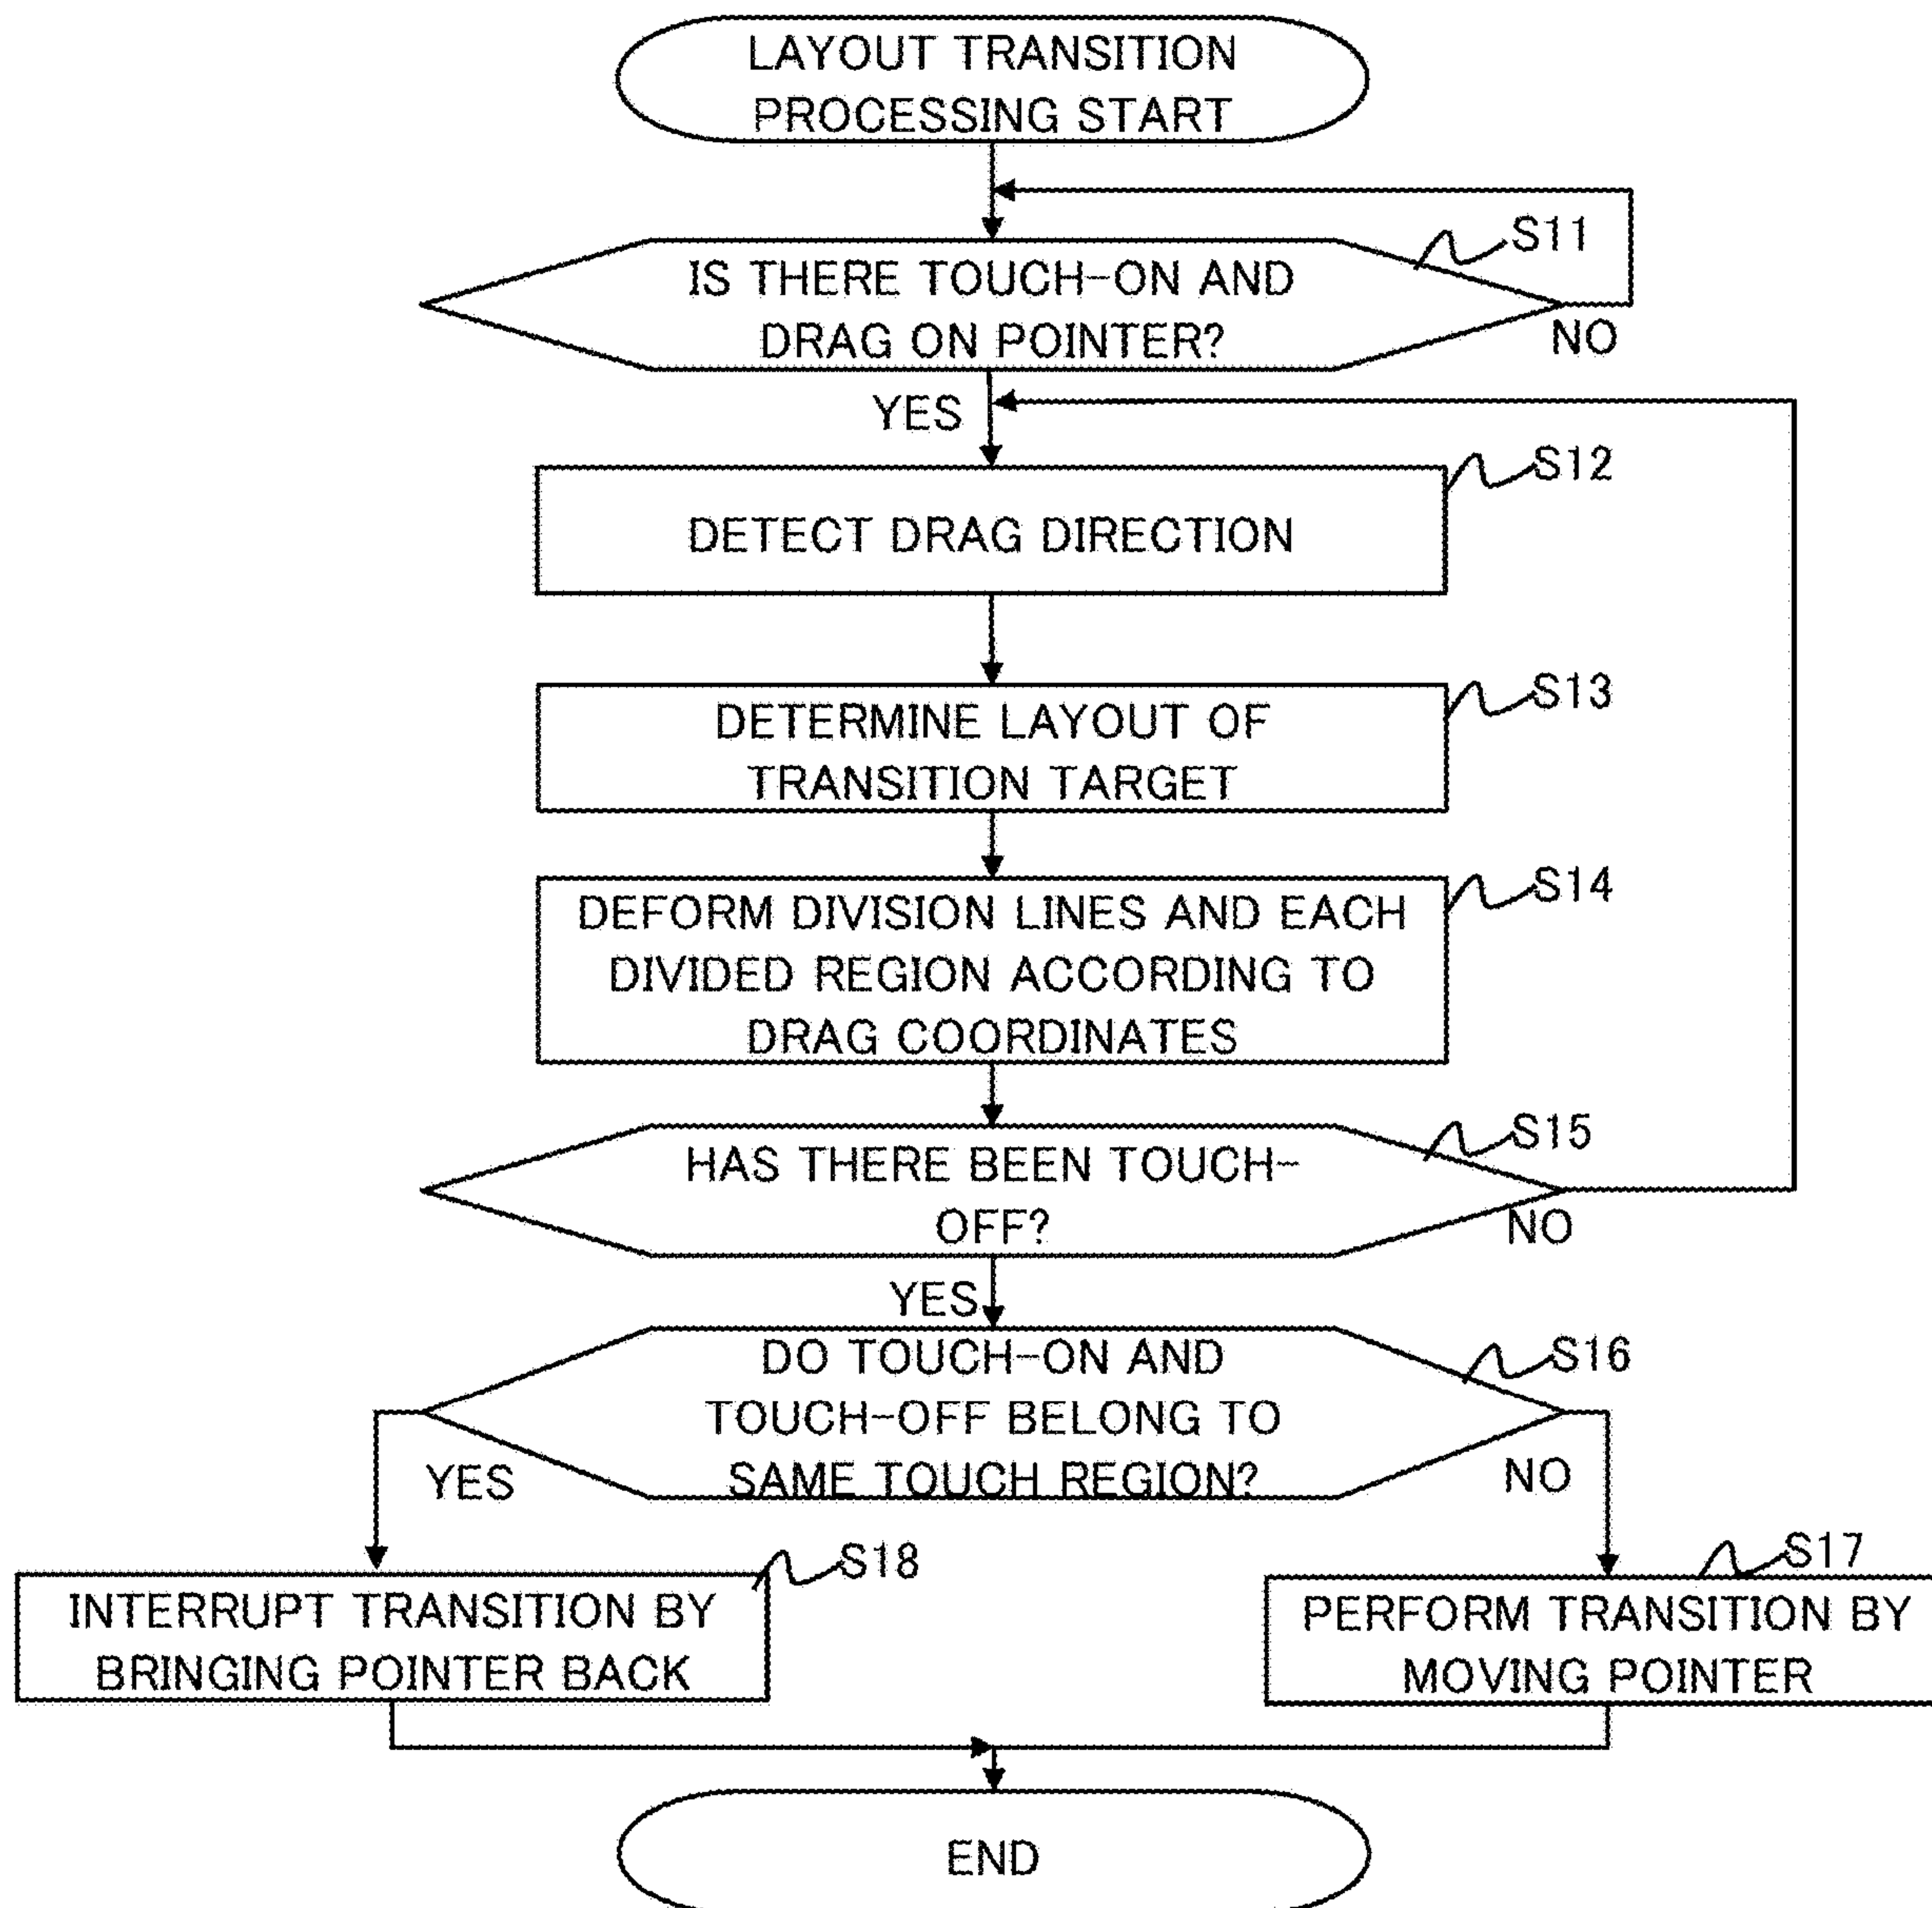 LAYOUT TRANSITION
PROCESSING START
S11
IS THERE TOUCH-ON AND
DRAG ON POINTER?
NO
YES
S12
DETECT DRAG DIRECTION
S13
DETERMINE LAYOUT OF
TRANSITION TARGET
S14
DEFORM DIVISION LINES AND EACH
DIVIDED REGION ACCORDING TO
DRAG COORDINATES
S15
HAS THERE BEEN TOUCH-
OFF?
NO
YES
S16
DO TOUCH-ON AND
TOUCH-OFF BELONG TO
SAME TOUCH REGION?
YES
NO
S18
INTERRUPT TRANSITION BY
BRINGING POINTER BACK
S17
PERFORM TRANSITION BY
MOVING POINTER
END